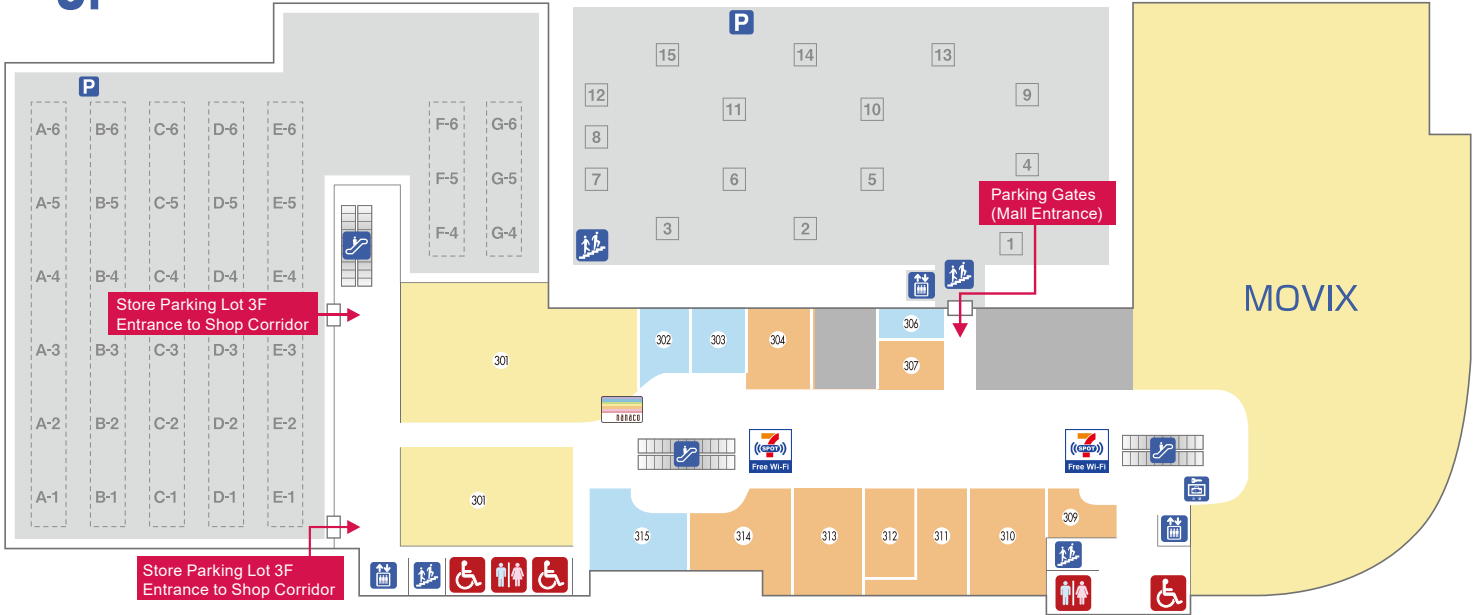 3F
P
P
15
14
13
12
11
10
9
8
7
6
5
4
3
2
1
A-6
B-6
C-6
D-6
E-6
F-6
G-6
A-5
B-5
C-5
D-5
E-5
F-5
G-5
A-4
B-4
C-4
D-4
E-4
F-4
G-4
A-3
B-3
C-3
D-3
E-3
A-2
B-2
C-2
D-2
E-2
A-1
B-1
C-1
D-1
E-1
Parking Gates
(Mall Entrance)
Store Parking Lot 3F
Entrance to Shop Corridor
MOVIX
301
302
303
304
306
307
nanaco
7
SPOT
Free Wi-Fi
7
SPOT
Free Wi-Fi
301
315
314
313
312
311
310
309
Store Parking Lot 3F
Entrance to Shop Corridor